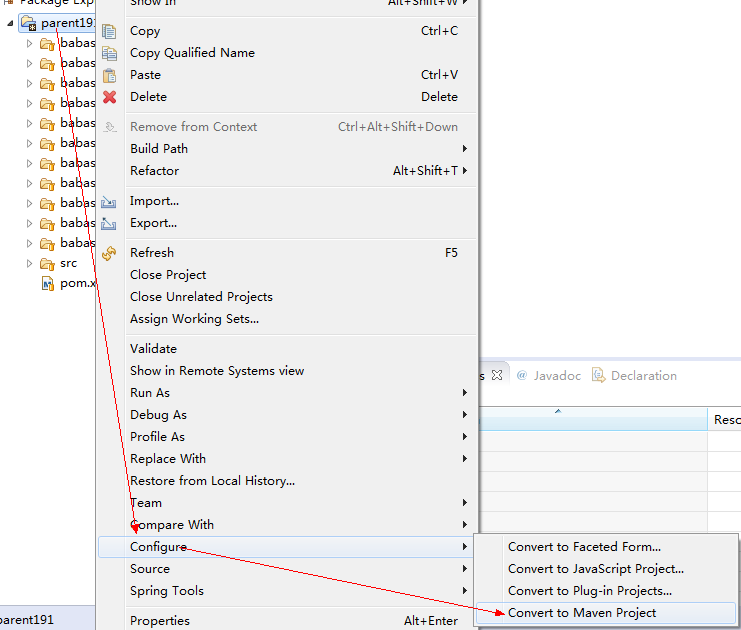 Package Exp
Show In Alt+Shift+W
parent191
babas
babas
babas
babas
babas
babas
babas
babas
babas
babas
babas
src
pom.x
Copy Ctrl+C
Copy Qualified Name
Paste Ctrl+V
Delete Delete
Remove from Context Ctrl+Alt+Shift+Down
Build Path
Refactor Alt+Shift+T
Import...
Export...
Refresh F5
Close Project
Close Unrelated Projects
Assign Working Sets...
Validate
Show in Remote Systems view
Run As
Debug As
Profile As
Replace With
Restore from Local History...
Team
Compare With
Configure
Source
Spring Tools
Properties Alt+Enter
s @ Javadoc Declaration
Reso
Convert to Faceted Form...
Convert to JavaScript Project...
Convert to Plug-in Projects...
Convert to Maven Project
parent191